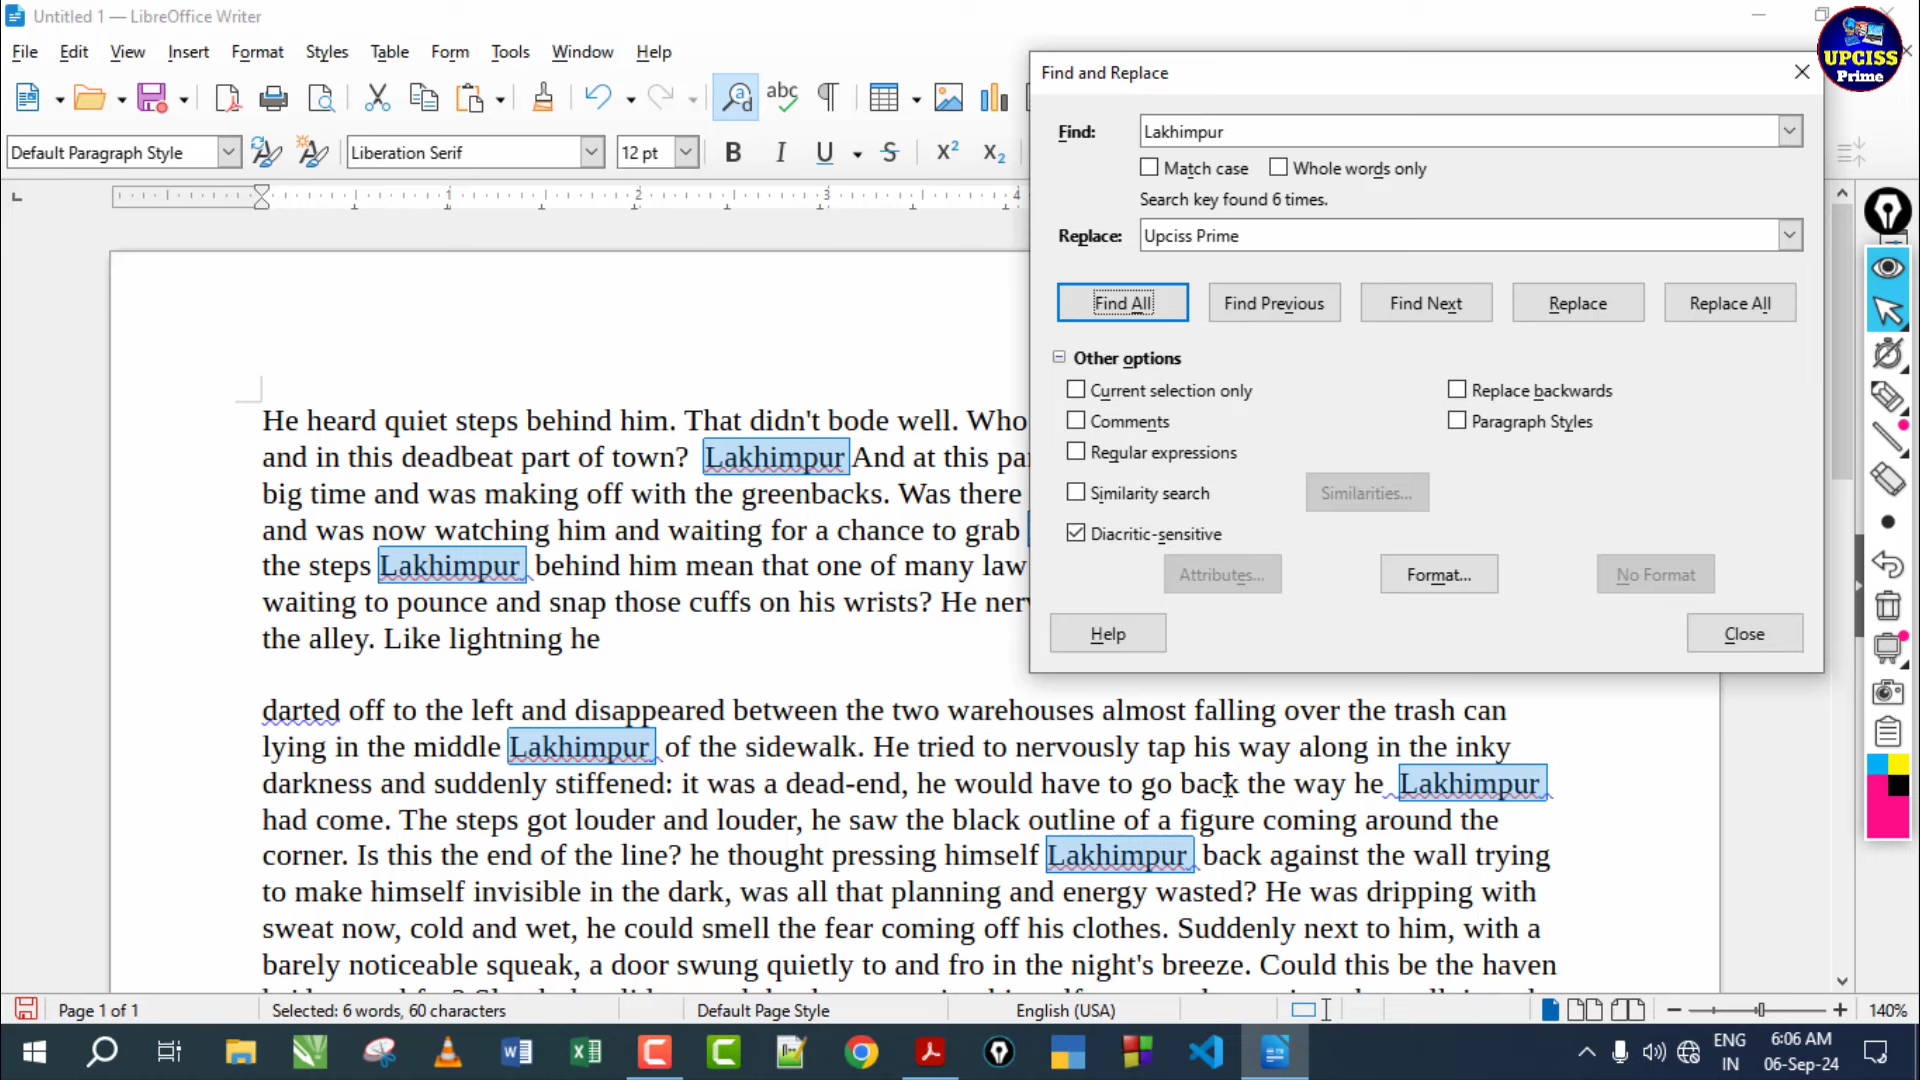 Untitled 1 — LibreOffice Writer
UPCISS
Prime
File Edit View Insert Format Styles Table Form Tools Window Help
Default Paragraph Style
Liberation Serif
12 pt
1 2 3 4
Find and Replace
Find: Lakhimpur
Match case Whole words only
Search key found 6 times.
Replace: Upciss Prime
Find All Find Previous Find Next Replace Replace All
Other options
Current selection only Replace backwards
Comments Paragraph Styles
Regular expressions
Similarity search Similarities...
Diacritic-sensitive
Attributes... Format... No Format
Help Close
He heard quiet steps behind him. That didn't bode well. Who
and in this deadbeat part of town? Lakhimpur And at this pa
big time and was making off with the greenbacks. Was there
and was now watching him and waiting for a chance to grab
the steps Lakhimpur behind him mean that one of many law
waiting to pounce and snap those cuffs on his wrists? He nerv
the alley. Like lightning he
darted off to the left and disappeared between the two warehouses almost falling over the trash can
lying in the middle Lakhimpur of the sidewalk. He tried to nervously tap his way along in the inky
darkness and suddenly stiffened: it was a dead-end, he would have to go back the way he Lakhimpur
had come. The steps got louder and louder, he saw the black outline of a figure coming around the
corner. Is this the end of the line? he thought pressing himself Lakhimpur back against the wall trying
to make himself invisible in the dark, was all that planning and energy wasted? He was dripping with
sweat now, cold and wet, he could smell the fear coming off his clothes. Suddenly next to him, with a
barely noticeable squeak, a door swung quietly to and fro in the night's breeze. Could this be the haven
Page 1 of 1 Selected: 6 words, 60 characters Default Page Style English (USA) 140%
ENG 6:06 AM
IN 06-Sep-24